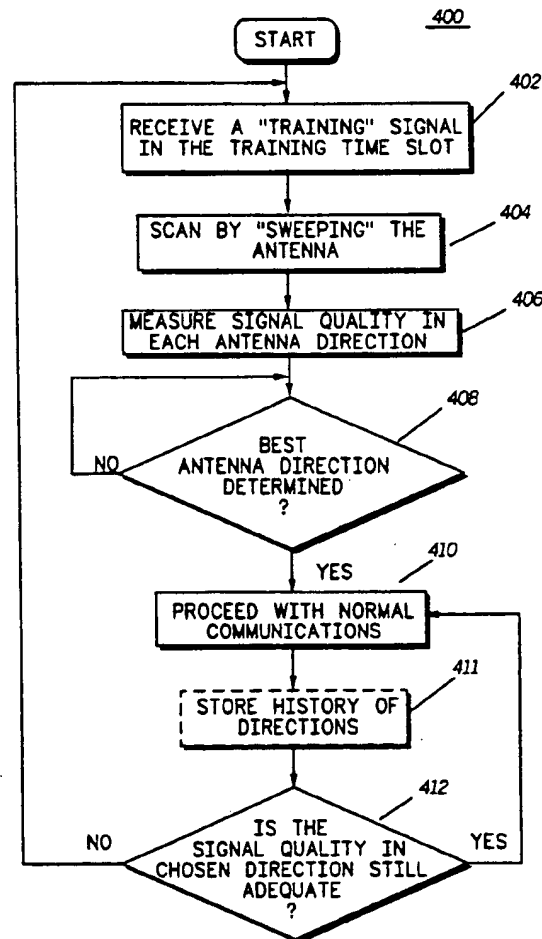 400
START
402
RECEIVE A "TRAINING" SIGNAL
IN THE TRAINING TIME SLOT
404
SCAN BY "SWEEPING" THE
ANTENNA
406
MEASURE SIGNAL QUALITY IN
EACH ANTENNA DIRECTION
408
BEST
ANTENNA DIRECTION
DETERMINED
?
NO
YES
410
PROCEED WITH NORMAL
COMMUNICATIONS
411
STORE HISTORY OF
DIRECTIONS
412
IS THE
SIGNAL QUALITY IN
CHOSEN DIRECTION STILL
ADEQUATE
?
NO
YES